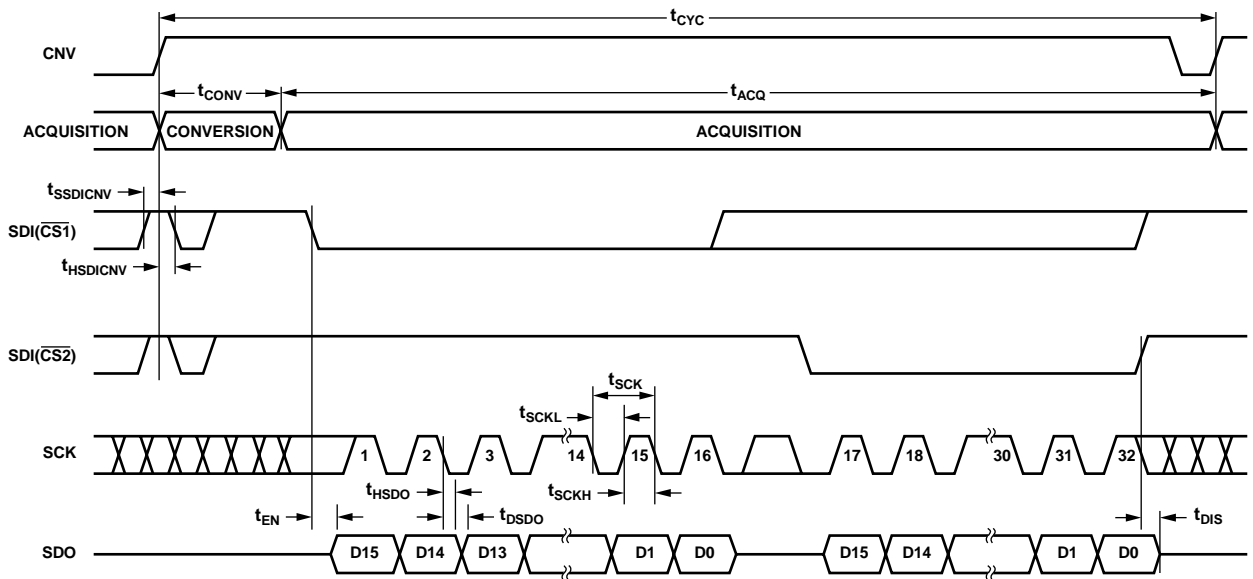 tCYC
CNV
tCONV
tACQ
ACQUISITION CONVERSION ACQUISITION
tSSDICNV
SDI(C̅S̅1̅)
tHSDICNV
SDI(C̅S̅2̅)
tSCK
tSCKL
SCK 1 2 3 14 15 16 17 18 30 31 32
tHSDO
tSCKH
tEN
tDSDO
tDIS
SDO D15 D14 D13 D1 D0 D15 D14 D1 D0